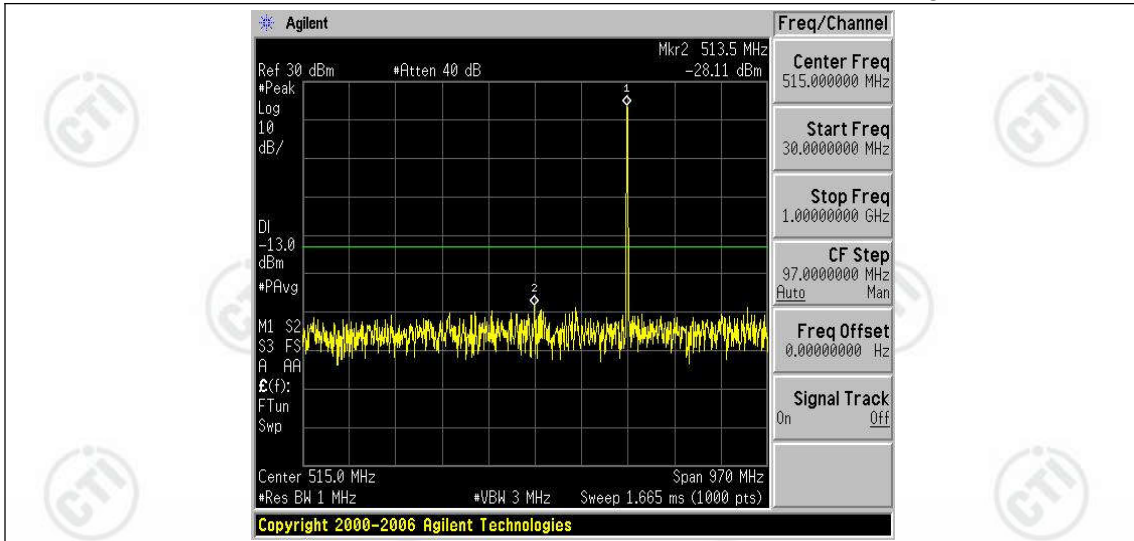 Agilent
Freq/Channel
Mkr2 513.5 MHz
Ref 30 dBm #Atten 40 dB -28.11 dBm
#Peak
Log
10
dB/
1
DI
-13.0
dBm
#PAvg
2
M1 S2
S3 FS
A AA
£(f):
FTun
Swp
Center 515.0 MHz Span 970 MHz
#Res BW 1 MHz #VBW 3 MHz Sweep 1.665 ms (1000 pts)
Copyright 2000-2006 Agilent Technologies
Center Freq
515.000000 MHz
Start Freq
30.0000000 MHz
Stop Freq
1.00000000 GHz
CF Step
97.0000000 MHz
Auto Man
Freq Offset
0.00000000 Hz
Signal Track
On Off
CTI
CTI
CTI
CTI
CTI
CTI